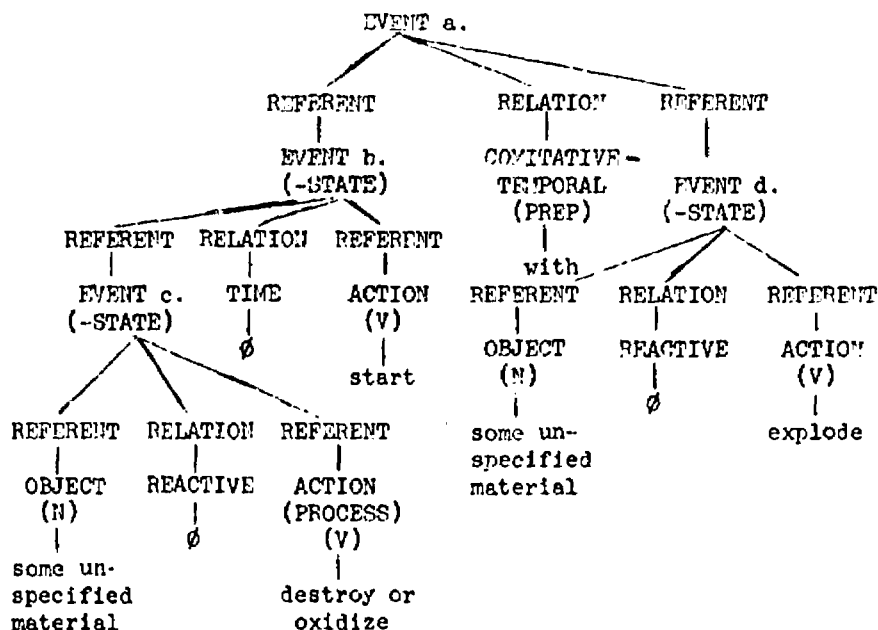 EVENT a.
REFERENT RELATION REFERENT
EVENT b. COMITATIVE-
(-STATE) TEMPORAL EVENT d.
(PREP) (-STATE)
REFERENT RELATION REFERENT
with
EVENT c. TIME ACTION REFERENT RELATION REFERENT
(-STATE) (V)
ø OBJECT REACTIVE ACTION
start (N) (V)
ø
REFERENT RELATION REFERENT some un- explode
specified
OBJECT REACTIVE ACTION material
(N) (PROCESS)
ø (V)
some un-
specified destroy or
material oxidize